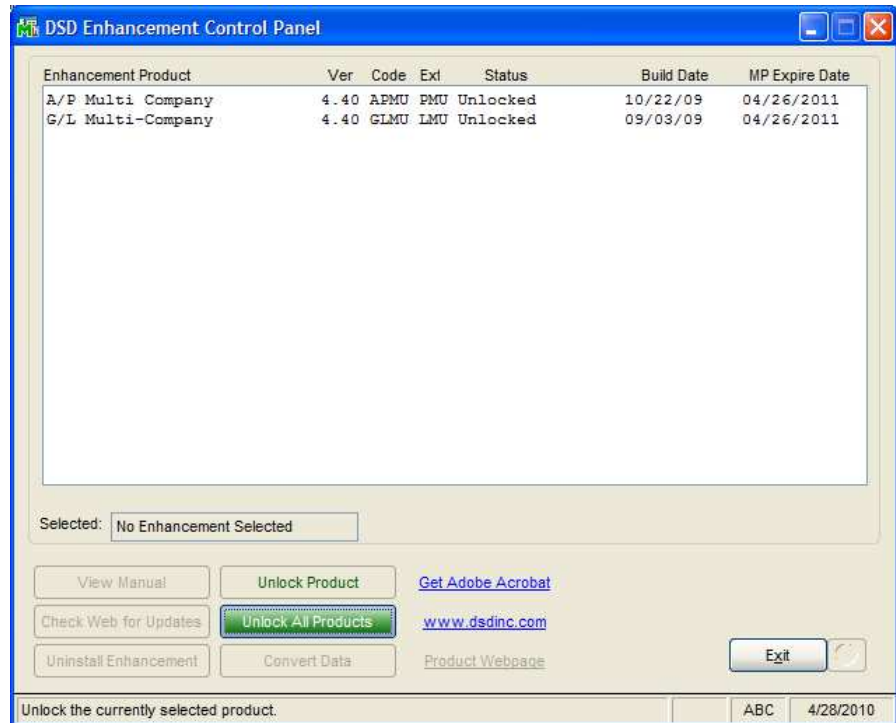 DSD Enhancement Control Panel
Enhancement Product Ver Code Ext Status Build Date MP Expire Date
A/P Multi Company 4.40 APMU PMU Unlocked 10/22/09 04/26/2011
G/L Multi-Company 4.40 GLMU LMU Unlocked 09/03/09 04/26/2011
Selected: No Enhancement Selected
View Manual Unlock Product Get Adobe Acrobat
Check Web for Updates Unlock All Products www.dsdinc.com
Uninstall Enhancement Convert Data Product Webpage Exit
Unlock the currently selected product. ABC 4/28/2010